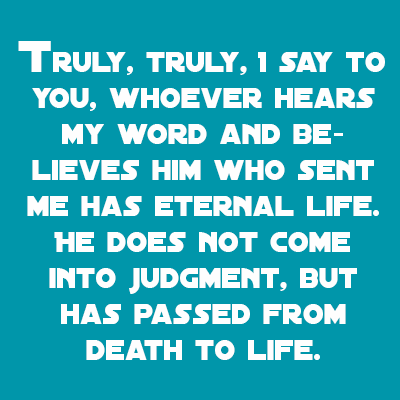 Truly, truly, I say to
you, whoever hears
my word and be-
lieves him who sent
me has eternal life.
He does not come
into judgment, but
has passed from
death to life.